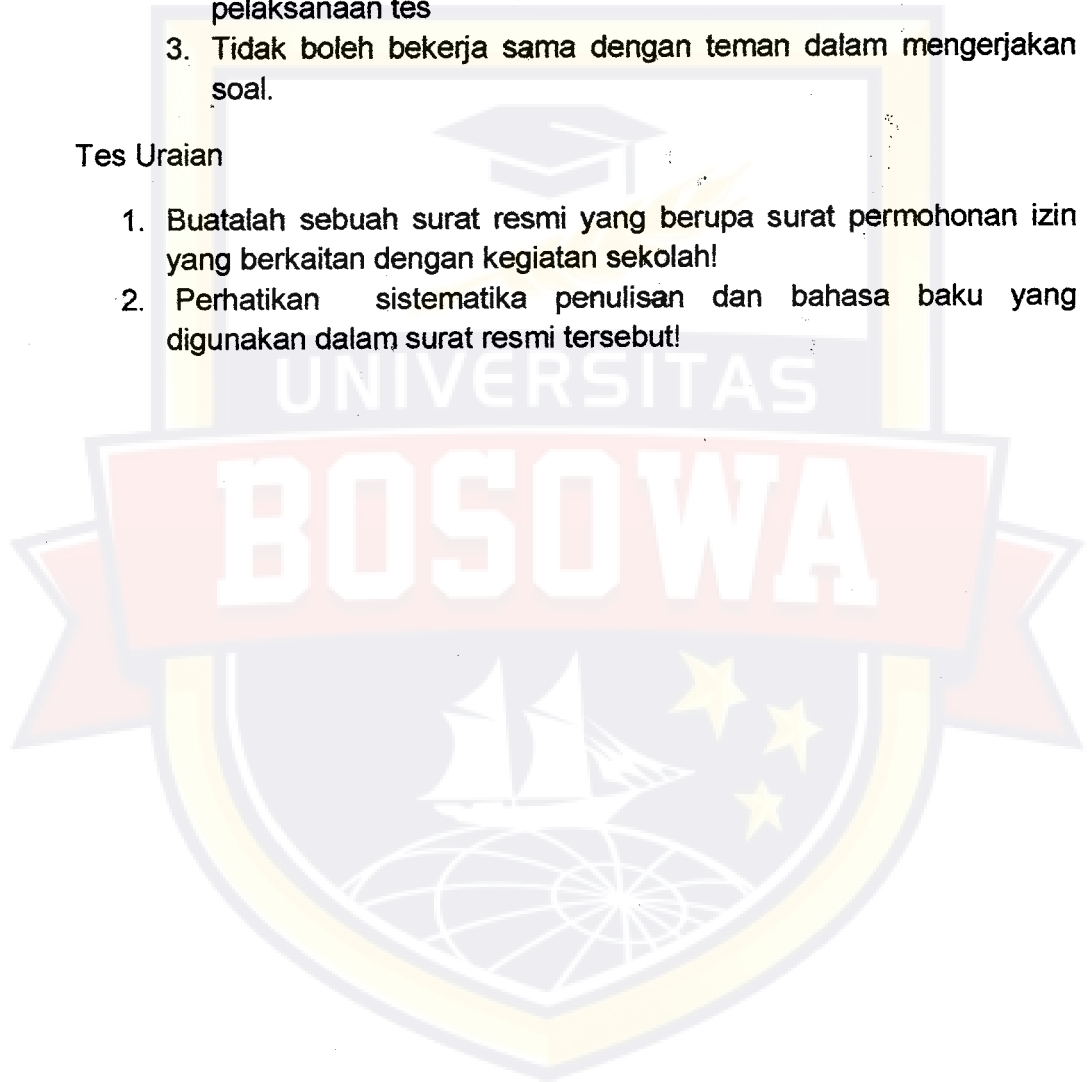 pelaksanaan tes
3. Tidak boleh bekerja sama dengan teman dalam mengerjakan
soal.
Tes Uraian
1. Buatalah sebuah surat resmi yang berupa surat permohonan izin
yang berkaitan dengan kegiatan sekolah!
2. Perhatikan sistematika penulisan dan bahasa baku yang
digunakan dalam surat resmi tersebut!
UNIVERSITAS
BOSOWA